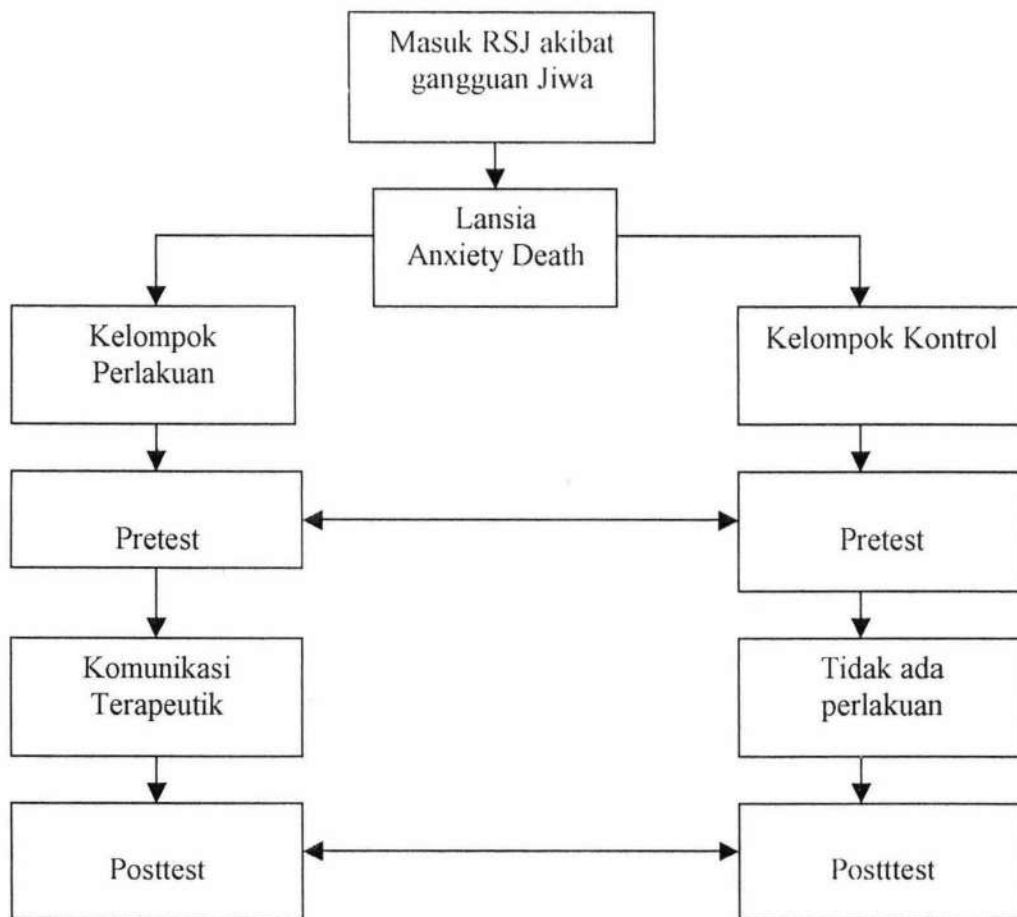 Masuk RSJ akibat
gangguan Jiwa
Lansia
Anxiety Death
Kelompok
Perlakuan
Kelompok Kontrol
Pretest
Pretest
Komunikasi
Terapeutik
Tidak ada
perlakuan
Posttest
Postttest